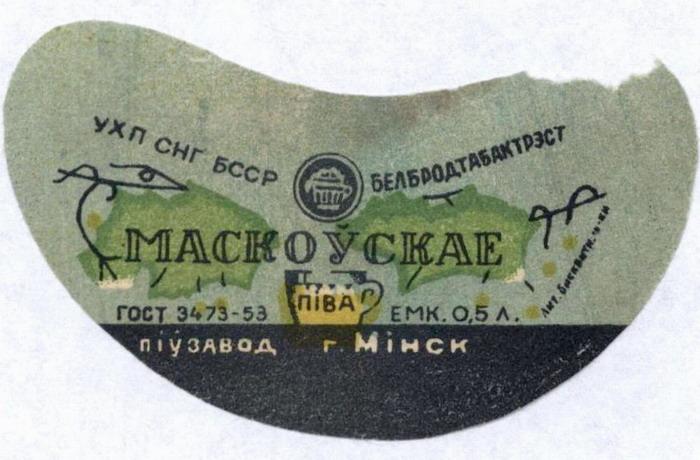 УХП СНГ БССР
БЕЛБРОДТАБАКТРЭСТ
МАСКОЎСКАЕ
ПІВА
ГОСТ 3473-53
ЕМК. 0,5 Л.
піўзавод г. Мінск